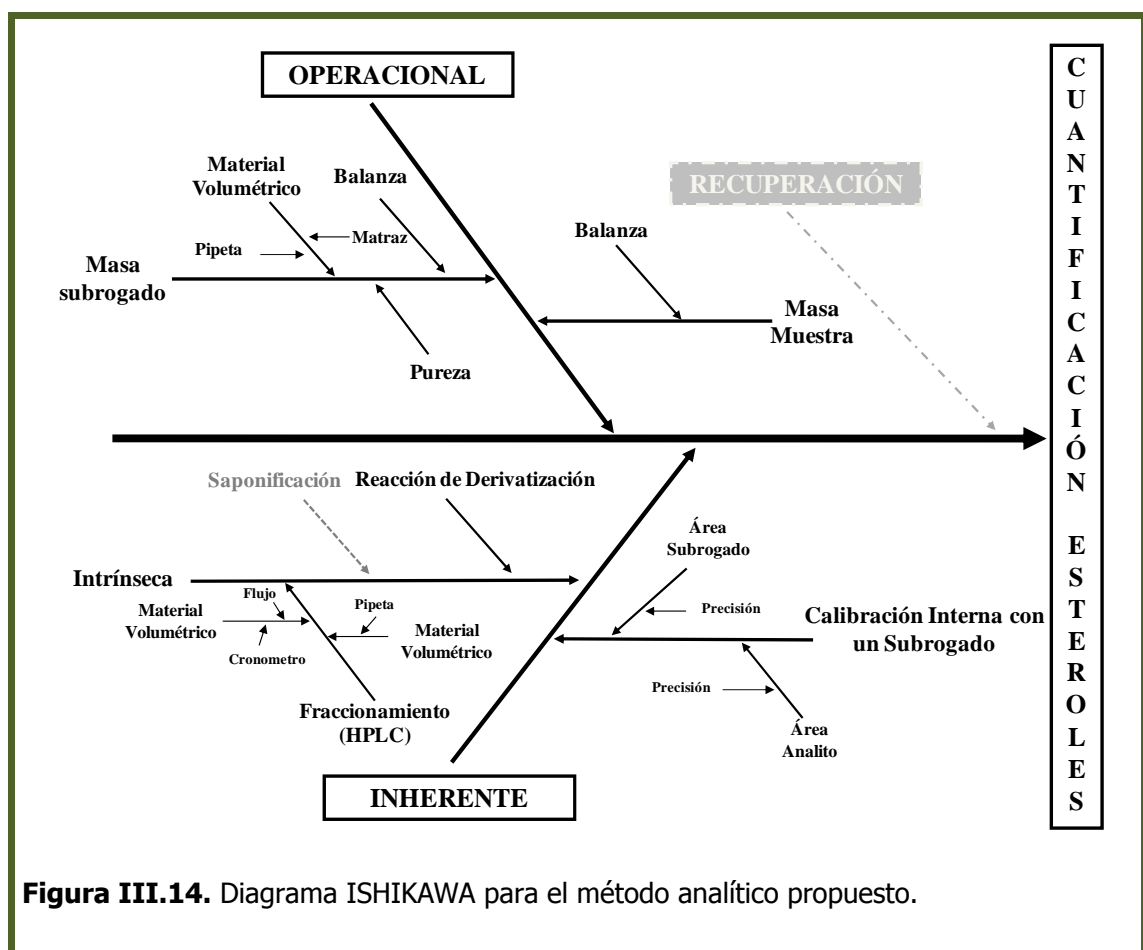 OPERACIONAL
Material
Volumétrico
Balanza
Pipeta
Matraz
Masa
subrogado
Pureza
RECUPERACIÓN
Balanza
Masa
Muestra
Saponificación
Reacción de Derivatización
Intrínseca
Flujo
Material
Volumétrico
Cronometro
Pipeta
Material
Volumétrico
Fraccionamiento
(HPLC)
Área
Subrogado
Precisión
Calibración Interna con
un Subrogado
Precisión
Área
Analito
INHERENTE
C
U
A
N
T
I
F
I
C
A
C
I
Ó
N
E
S
T
E
R
O
L
E
S
Figura III.14. Diagrama ISHIKAWA para el método analítico propuesto.